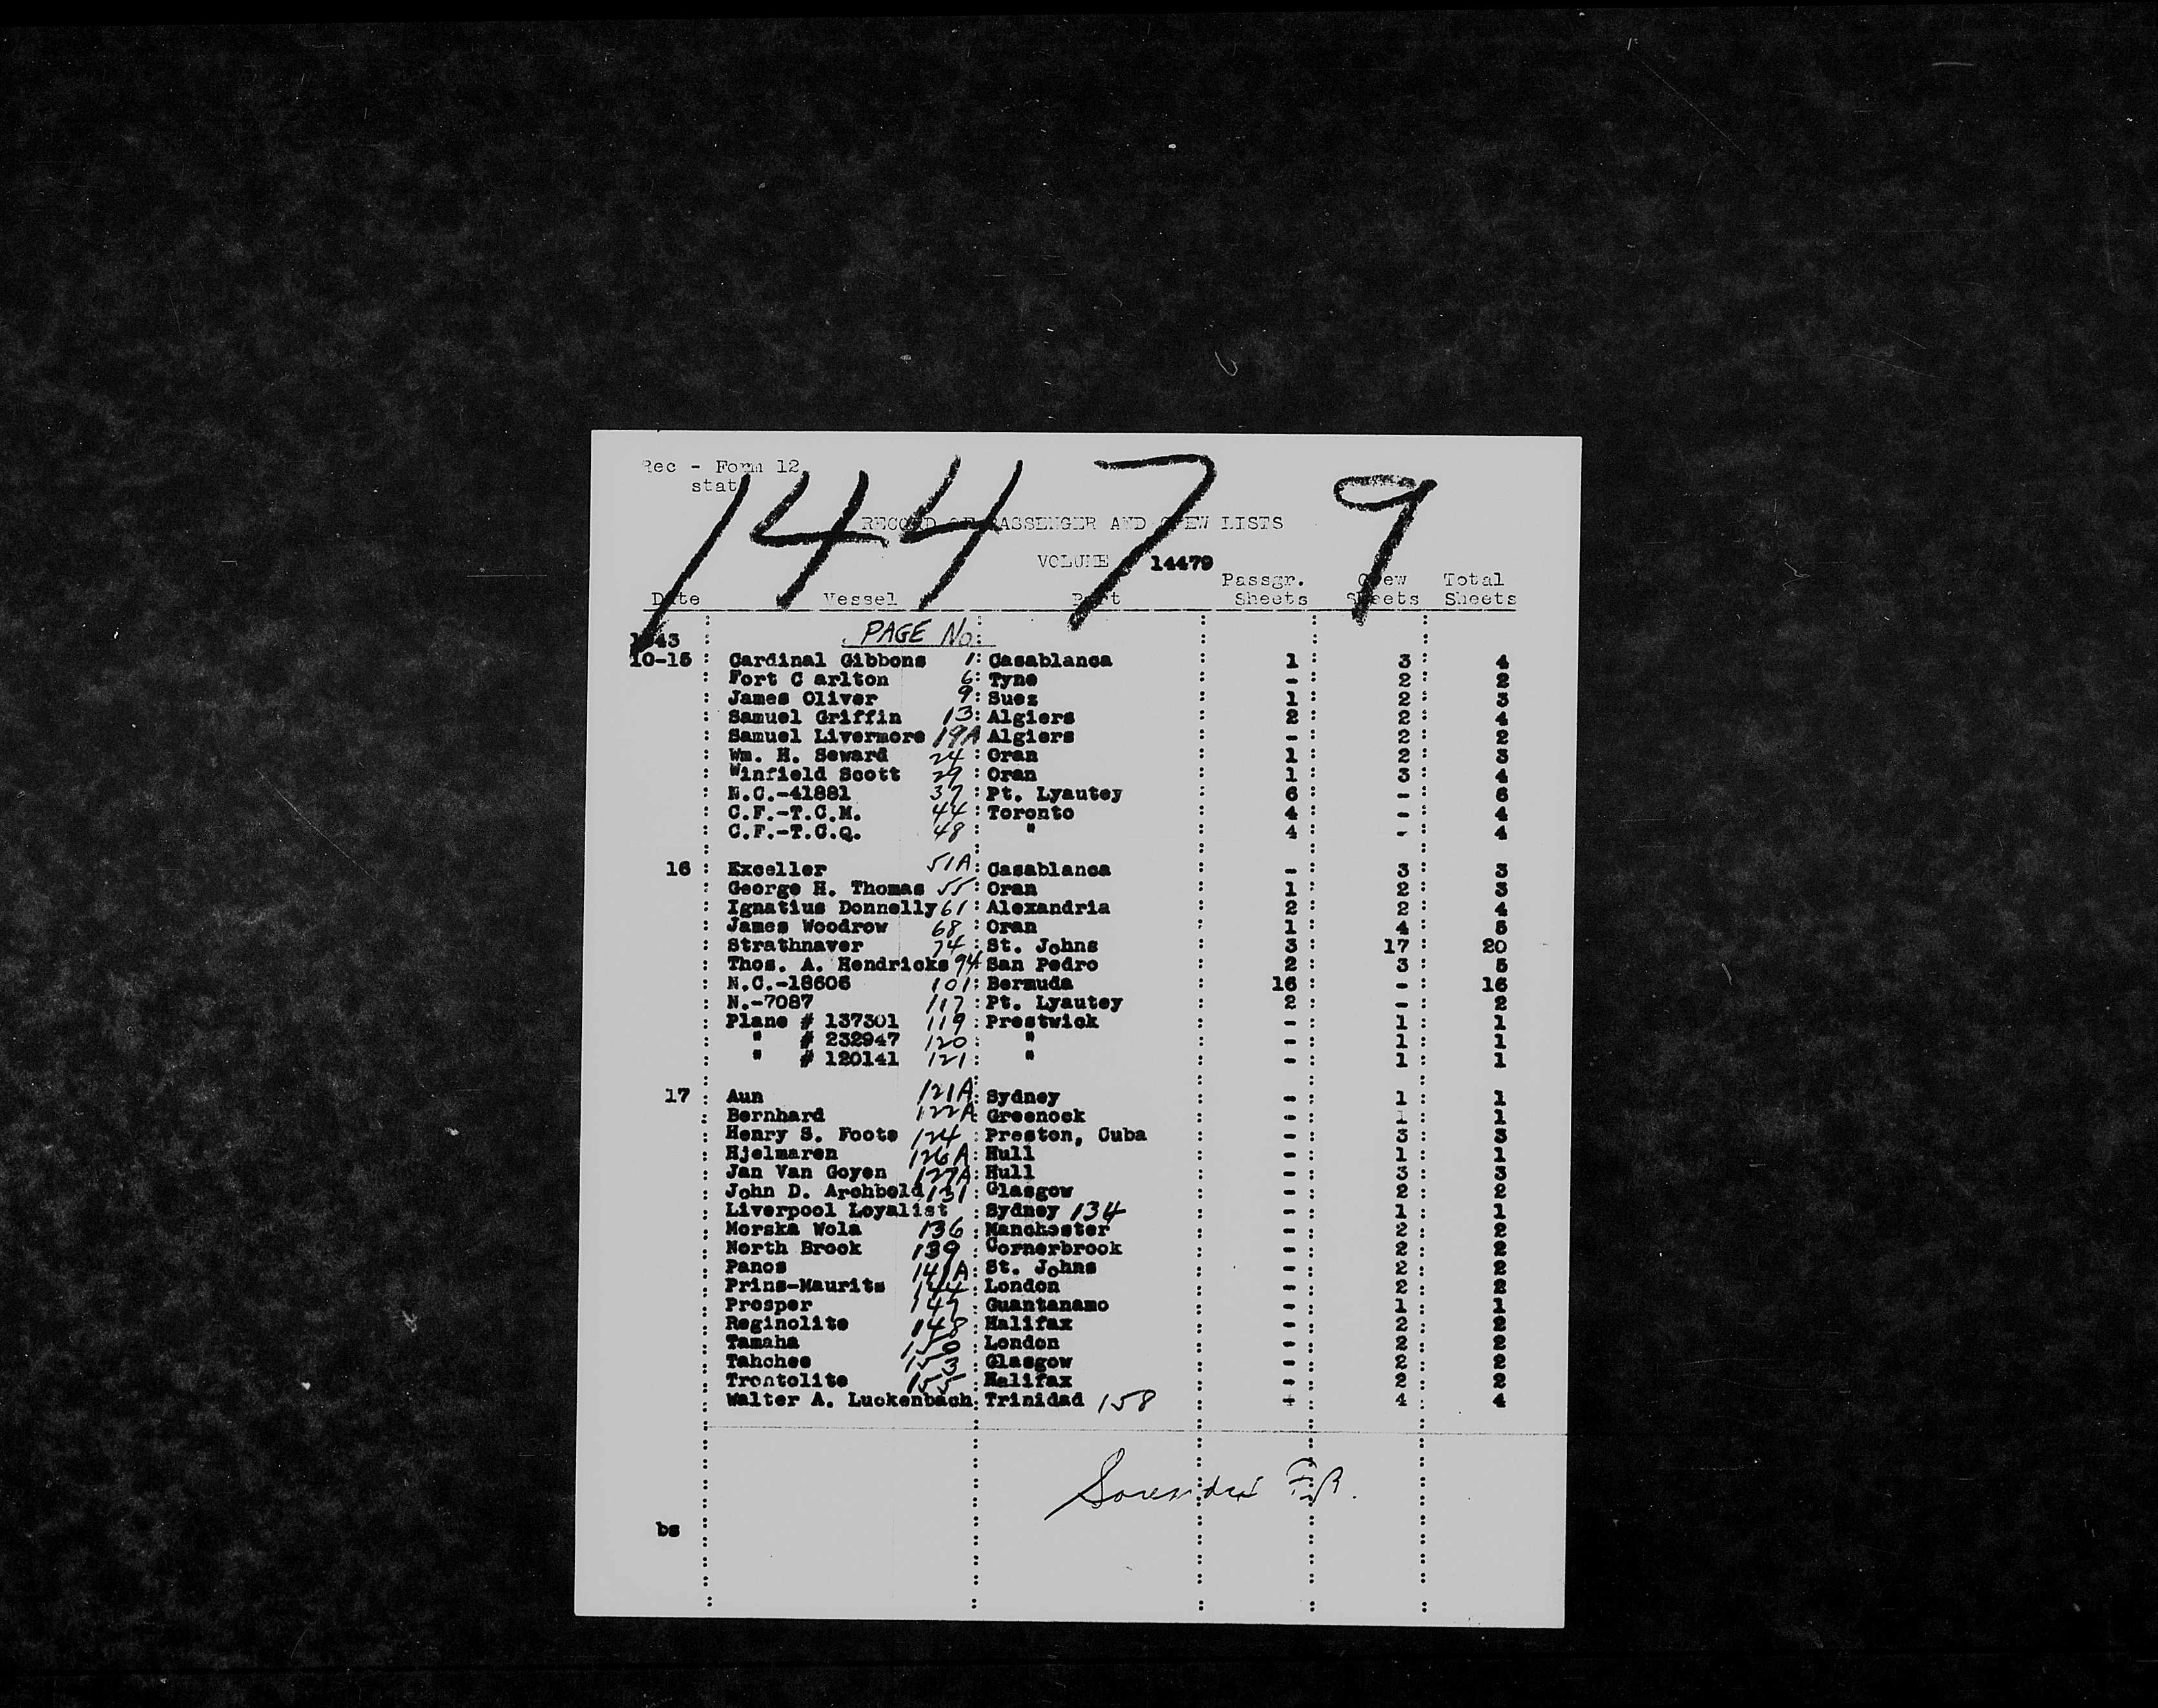 Rec - Form 12
stat
14479
RECORD OF PASSENGER AND CREW LISTS
VOLUME 14479
Date Vessel Port Passgr. Sheets Crew Sheets Total Sheets
1943 PAGE No.
10-15 : Cardinal Gibbons 1 : Casablanca : 1 : 3 : 4
: Fort C arlton 6 : Tyne : - : 2 : 2
: James Oliver 9 : Suez : 1 : 2 : 3
: Samuel Griffin 13 : Algiers : 2 : 2 : 4
: Samuel Livermore 19A Algiers : - : 2 : 2
: Wm. H. Seward 24 : Oran : 1 : 2 : 3
: Winfield Scott 29 : Oran : 1 : 3 : 4
: N.C.-41881 37 : Pt. Lyautey : 6 : - : 6
: C.F.-T.C.M. 44 : Toronto : 4 : - : 4
: C.F.-T.C.Q. 48 : " : 4 : - : 4
16 : Exceller 51A : Casablanca : - : 3 : 3
: George H. Thomas 55 : Oran : 1 : 2 : 3
: Ignatius Donnelly 61 : Alexandria : 2 : 2 : 4
: James Woodrow 68 : Oran : 1 : 4 : 5
: Strathnaver 74 : St. Johns : 3 : 17 : 20
: Thos. A. Hendricks 94 : San Pedro : 2 : 3 : 5
: N.C.-18606 101 : Bermuda : 16 : - : 16
: N.-7087 117 : Pt. Lyautey : 2 : - : 2
: Plane # 137301 119 : Prestwick : - : 1 : 1
: " # 232947 120 : " : - : 1 : 1
: " # 120141 121 : " : - : 1 : 1
17 : Aun 121A : Sydney : - : 1 : 1
: Bernhard 122A : Greenock : - : 1 : 1
: Henry S. Foote 124 : Preston, Cuba : - : 3 : 3
: Hjelmaren 126A : Hull : - : 1 : 1
: Jan Van Goyen 127A : Hull : - : 3 : 3
: John D. Archbold 131 : Glasgow : - : 2 : 2
: Liverpool Loyalist : Sydney 134 : - : 1 : 1
: Morska Wola 136 : Manchester : - : 2 : 2
: North Brook 139 : Cornerbrook : - : 2 : 2
: Panos 141A : St. Johns : - : 2 : 2
: Prins-Maurits 144 : London : - : 2 : 2
: Prosper 147 : Guantanamo : - : 1 : 1
: Reginolite 148 : Halifax : - : 2 : 2
: Tamaha 150 : London : - : 2 : 2
: Tahchee 153 : Glasgow : - : 2 : 2
: Trontolite 155 : Halifax : - : 2 : 2
: Walter A. Luckenbach : Trinidad 158 : - : 4 : 4
bs